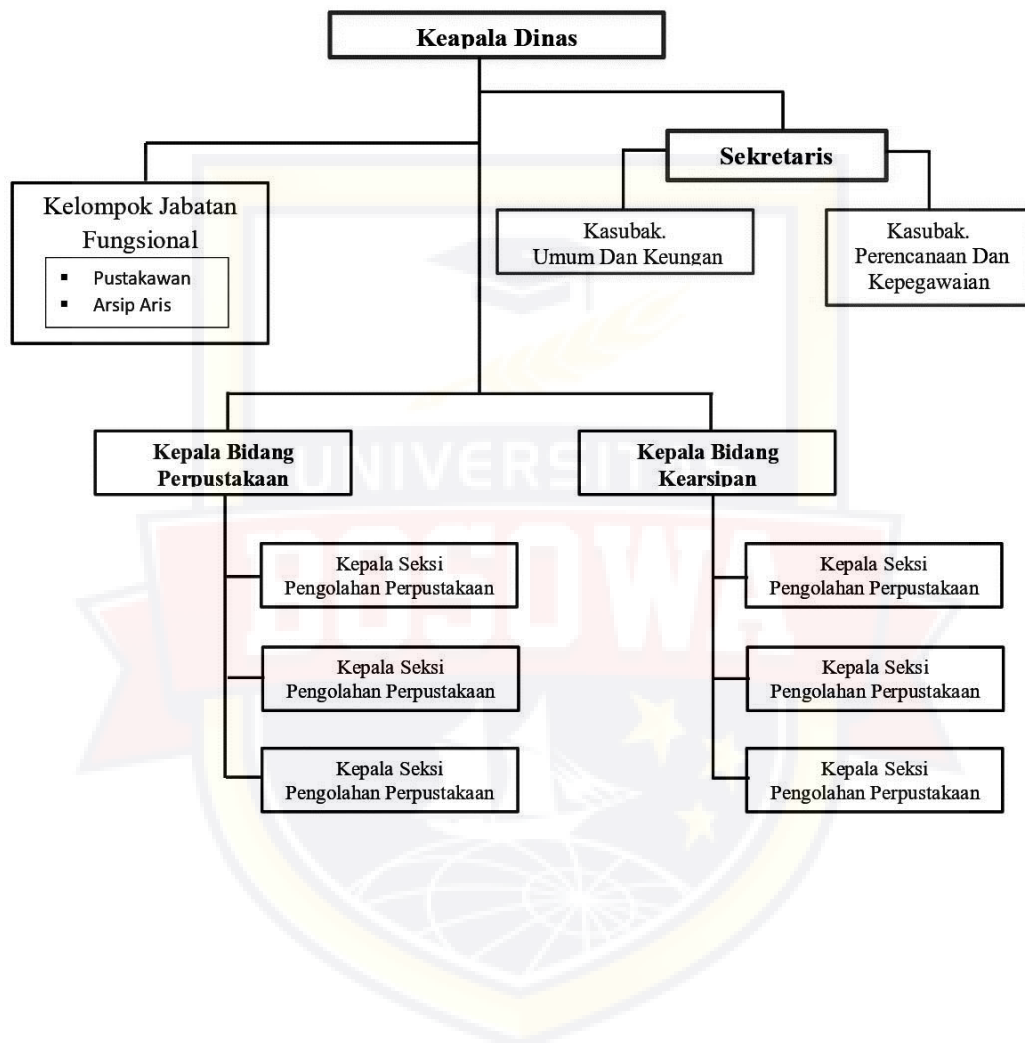 Keapala Dinas
Sekretaris
Kelompok Jabatan
Fungsional
▪ Pustakawan
▪ Arsip Aris
Kasubak.
Umum Dan Keungan
Kasubak.
Perencanaan Dan
Kepegawaian
Kepala Bidang
Perpustakaan
Kepala Bidang
Kearsipan
UNIVERSITAS
BOSOWA
Kepala Seksi
Pengolahan Perpustakaan
Kepala Seksi
Pengolahan Perpustakaan
Kepala Seksi
Pengolahan Perpustakaan
Kepala Seksi
Pengolahan Perpustakaan
Kepala Seksi
Pengolahan Perpustakaan
Kepala Seksi
Pengolahan Perpustakaan